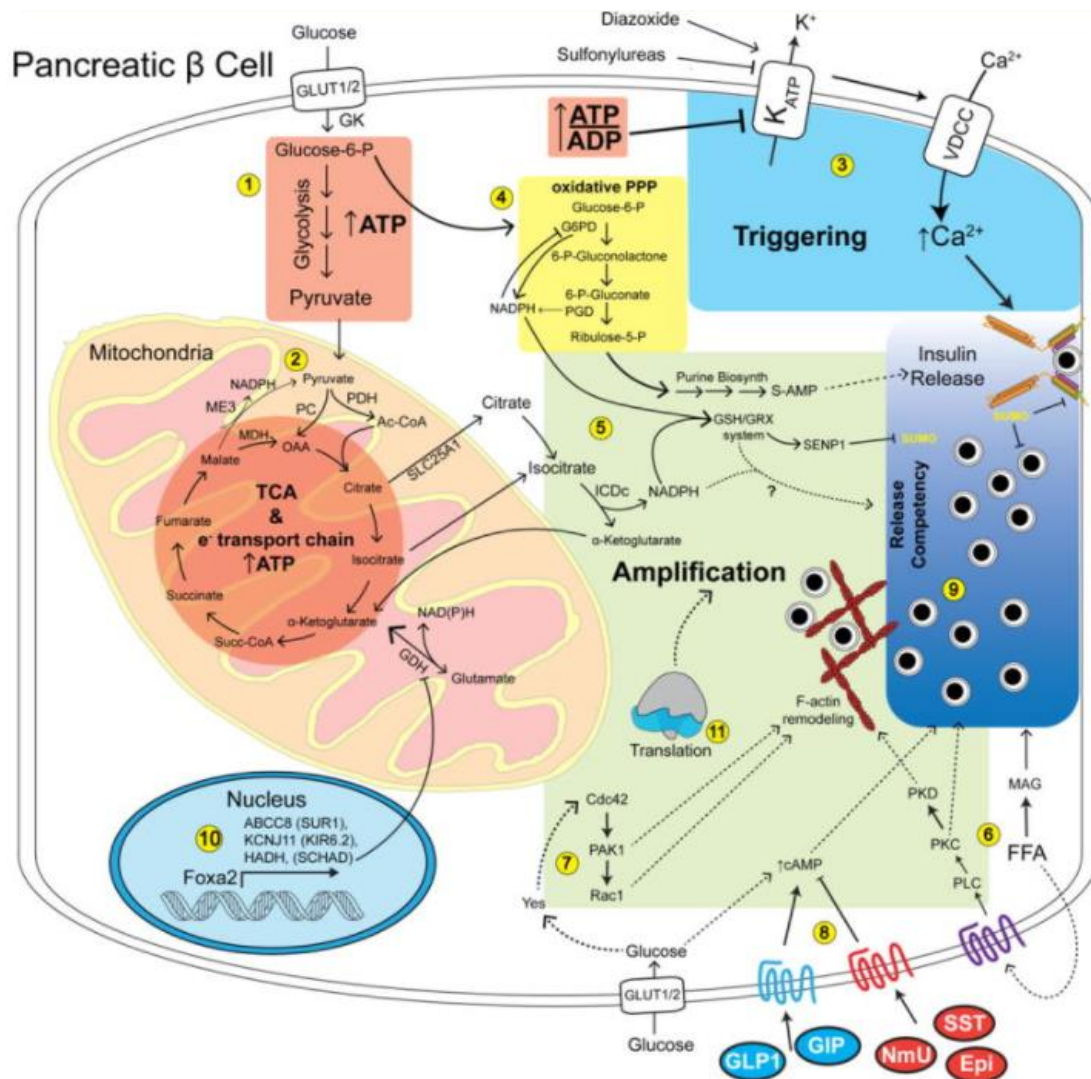 Pancreatic β Cell
Glucose
GLUT1/2
GK
Glucose-6-P
1
Glycolysis
↑ATP
Pyruvate
Diazoxide
Sulfonylureas
K+
KATP
Ca2+
VDCC
↑ATP
ADP
3
Triggering
↑Ca2+
4
oxidative PPP
Glucose-6-P
G6PD
6-P-Gluconolactone
6-P-Gluconate
NADPH
PGD
Ribulose-5-P
Mitochondria
2
NADPH
Pyruvate
ME3
PC
PDH
Ac-CoA
MDH
OAA
Malate
Citrate
SLC25A1
Fumarate
TCA
&
e- transport chain
↑ATP
Isocitrate
Succinate
α-Ketoglutarate
Succ-CoA
NAD(P)H
GDH
Glutamate
Citrate
Isocitrate
5
ICDc
NADPH
α-Ketoglutarate
Purine Biosynth
S-AMP
GSH/GRX
system
SENP1
SUMO
?
Amplification
Insulin
Release
SUMO
Release
Competency
9
F-actin
remodeling
11
Translation
Nucleus
10
ABCC8 (SUR1),
KCNJ11 (KIR6.2),
HADH, (SCHAD)
Foxa2
Cdc42
7
PAK1
Rac1
Yes
↑cAMP
8
PKD
PKC
PLC
6
MAG
FFA
Glucose
GLUT1/2
Glucose
GLP1
GIP
NmU
SST
Epi